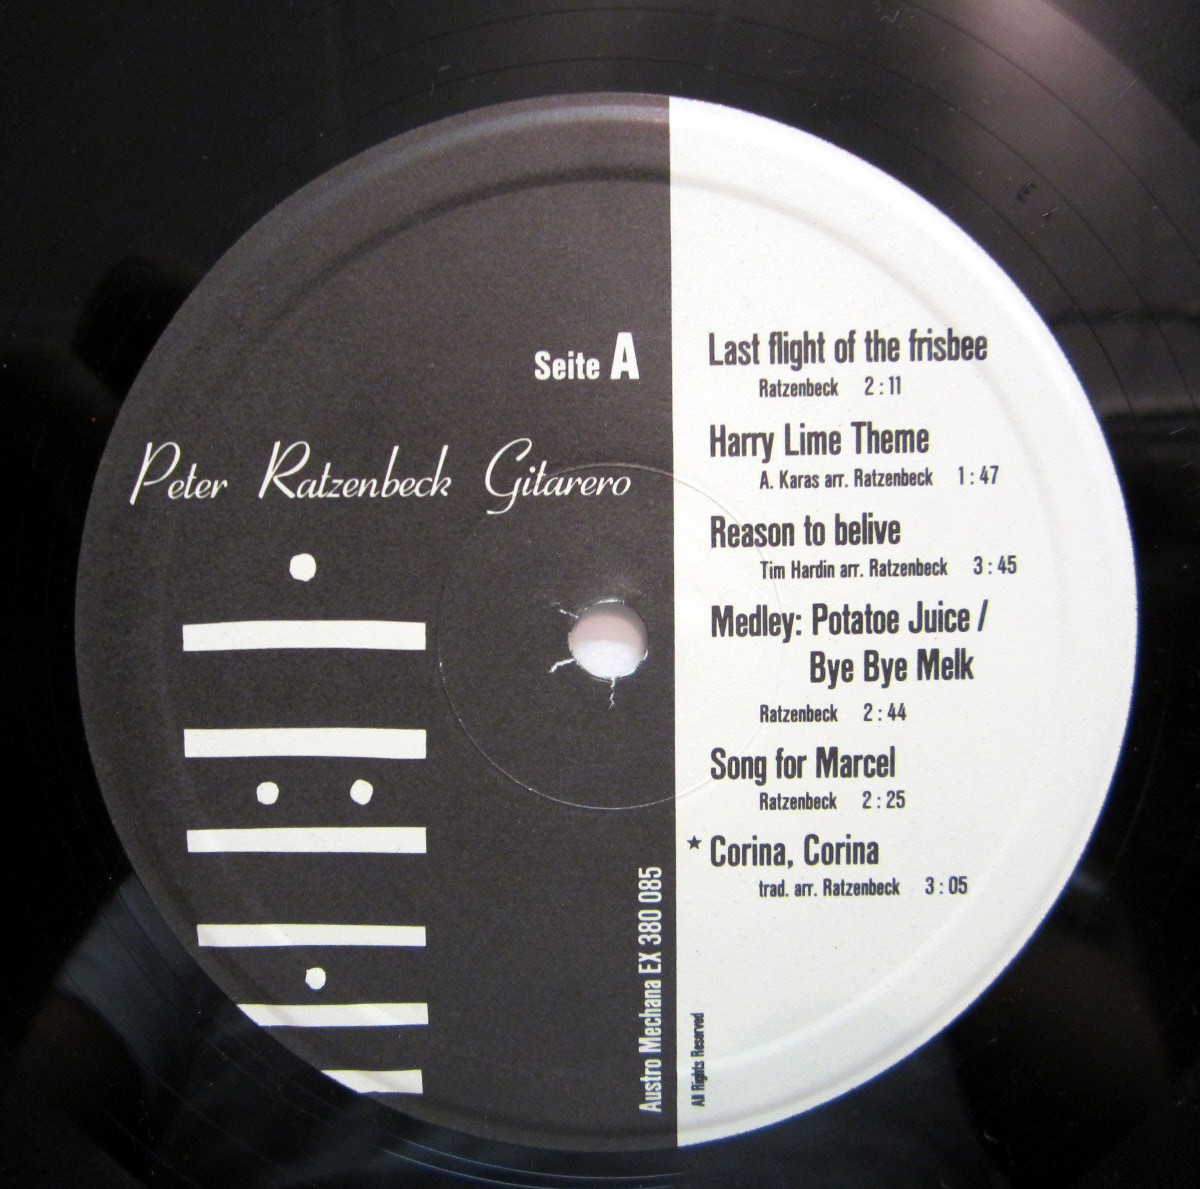 Seite A
Peter Ratzenbeck Gitarero
Austro Mechana EX 380 085
Last flight of the frisbee
Ratzenbeck 2:11
Harry Lime Theme
A. Karas arr. Ratzenbeck 1:47
Reason to belive
Tim Hardin arr. Ratzenbeck 3:45
Medley: Potatoe Juice /
Bye Bye Melk
Ratzenbeck 2:44
Song for Marcel
Ratzenbeck 2:25
★ Corina, Corina
trad. arr. Ratzenbeck 3:05
All Rights Reserved